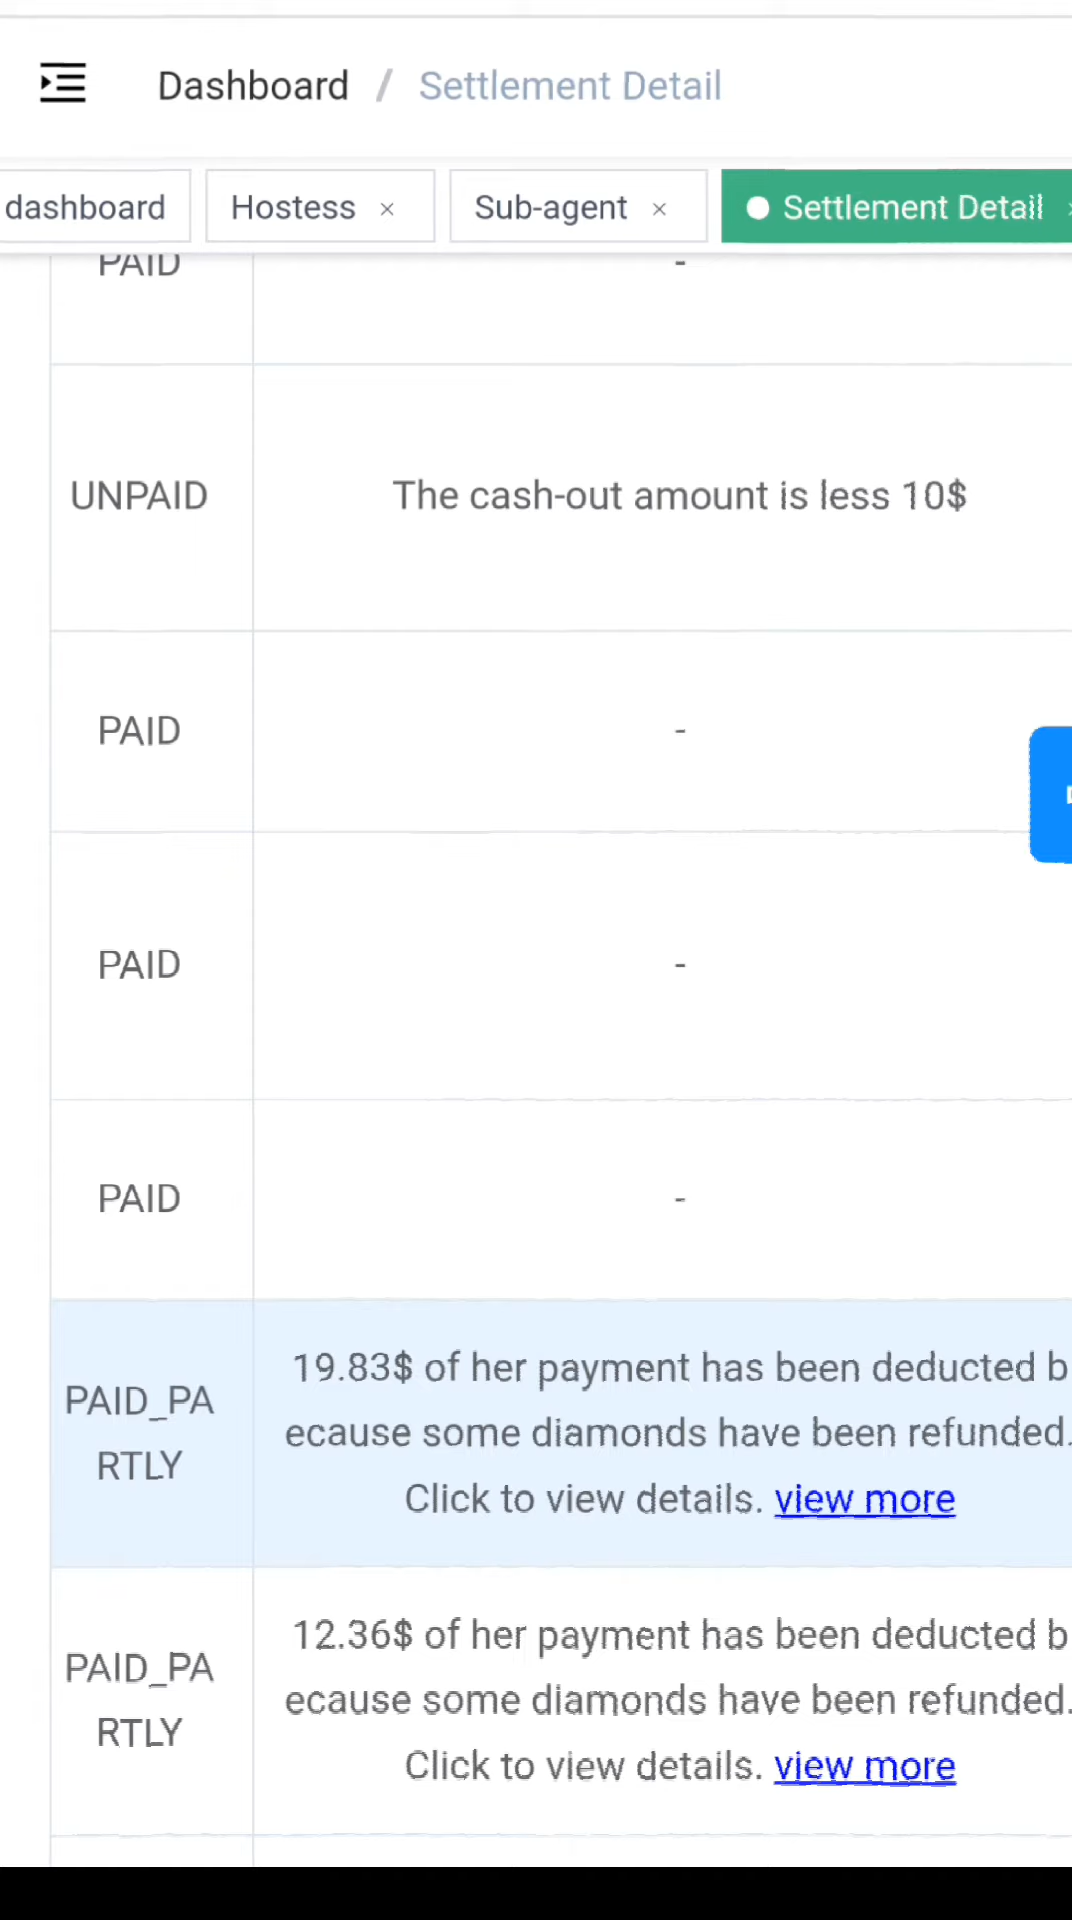 Dashboard / Settlement Detail
dashboard Hostess × Sub-agent × Settlement Detail
PAID -
UNPAID The cash-out amount is less 10$
PAID -
PAID -
PAID -
19.83$ of her payment has been deducted b
PAID_PA
ecause some diamonds have been refunded.
RTLY
Click to view details. view more
12.36$ of her payment has been deducted b
PAID_PA
ecause some diamonds have been refunded.
RTLY
Click to view details. view more